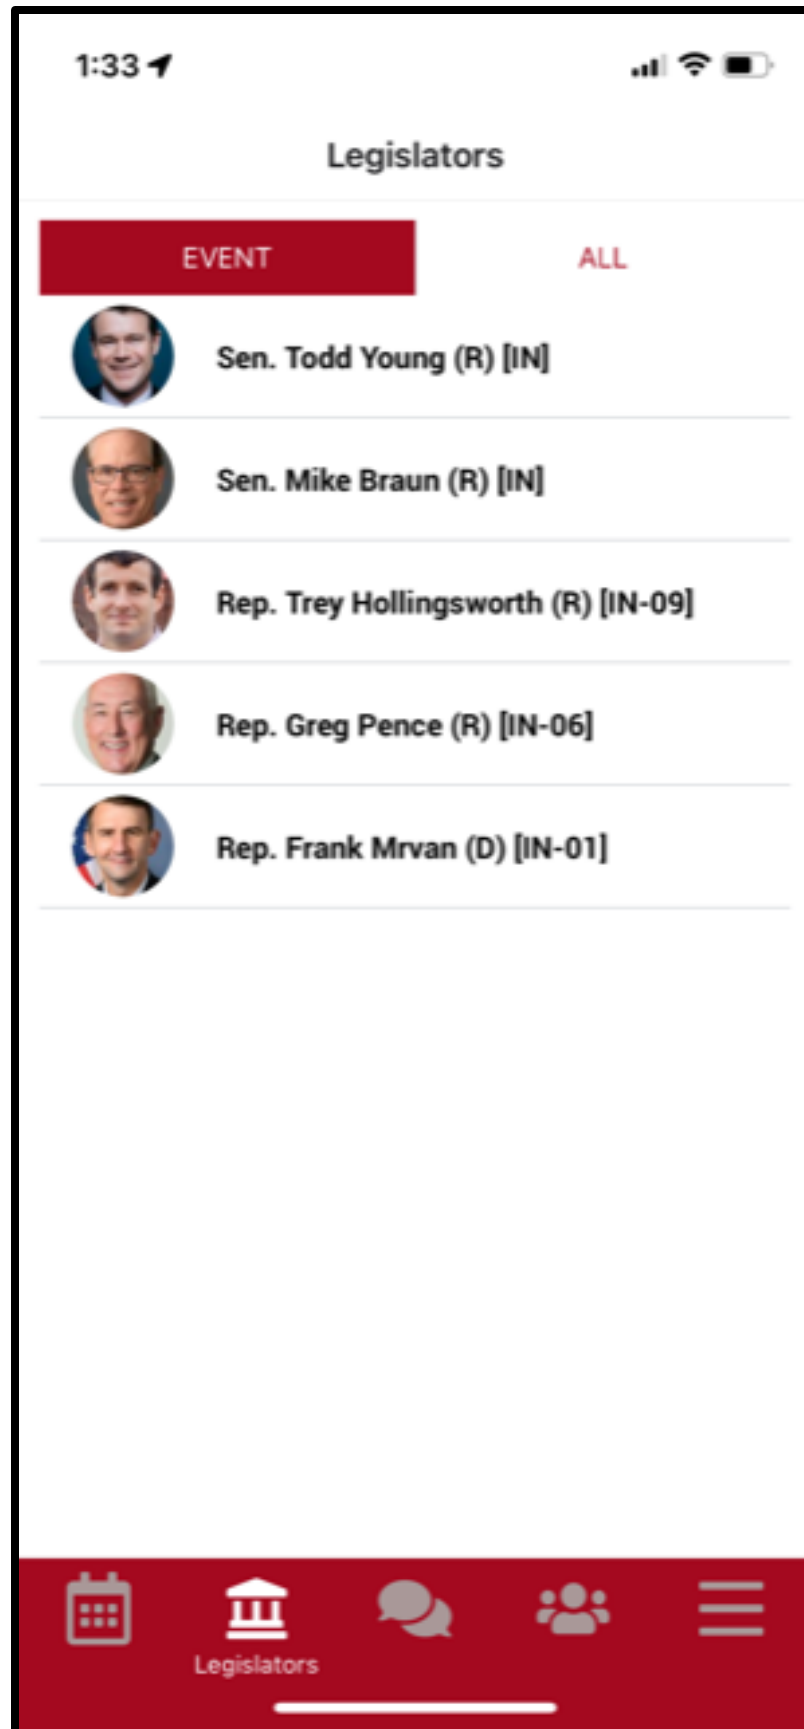 1:33
Legislators
EVENT
ALL
Sen. Todd Young (R) [IN]
Sen. Mike Braun (R) [IN]
Rep. Trey Hollingsworth (R) [IN-09]
Rep. Greg Pence (R) [IN-06]
Rep. Frank Mrvan (D) [IN-01]
Legislators